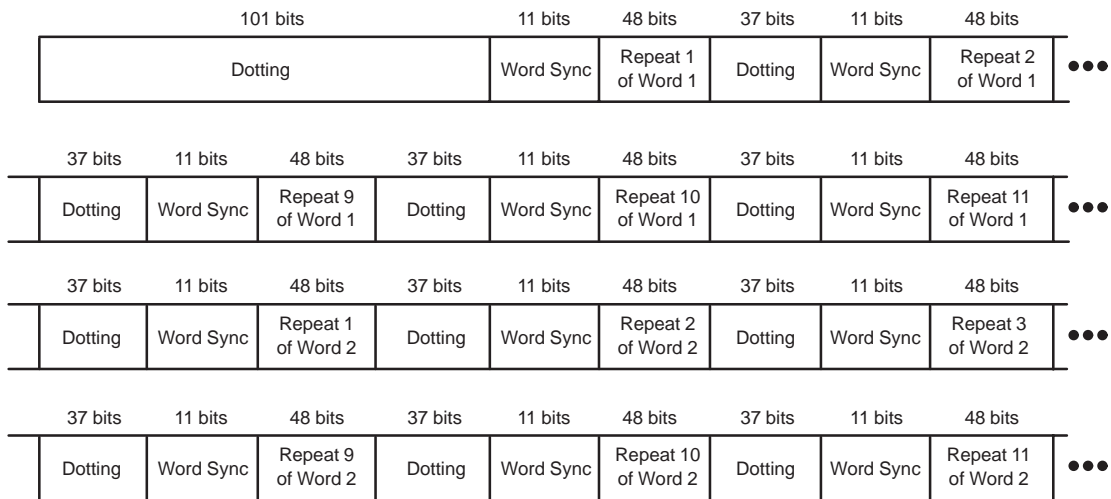 101 bits 11 bits 48 bits 37 bits 11 bits 48 bits
Dotting Word Sync Repeat 1 of Word 1 Dotting Word Sync Repeat 2 of Word 1
37 bits 11 bits 48 bits 37 bits 11 bits 48 bits 37 bits 11 bits 48 bits
Dotting Word Sync Repeat 9 of Word 1 Dotting Word Sync Repeat 10 of Word 1 Dotting Word Sync Repeat 11 of Word 1
37 bits 11 bits 48 bits 37 bits 11 bits 48 bits 37 bits 11 bits 48 bits
Dotting Word Sync Repeat 1 of Word 2 Dotting Word Sync Repeat 2 of Word 2 Dotting Word Sync Repeat 3 of Word 2
37 bits 11 bits 48 bits 37 bits 11 bits 48 bits 37 bits 11 bits 48 bits
Dotting Word Sync Repeat 9 of Word 2 Dotting Word Sync Repeat 10 of Word 2 Dotting Word Sync Repeat 11 of Word 2